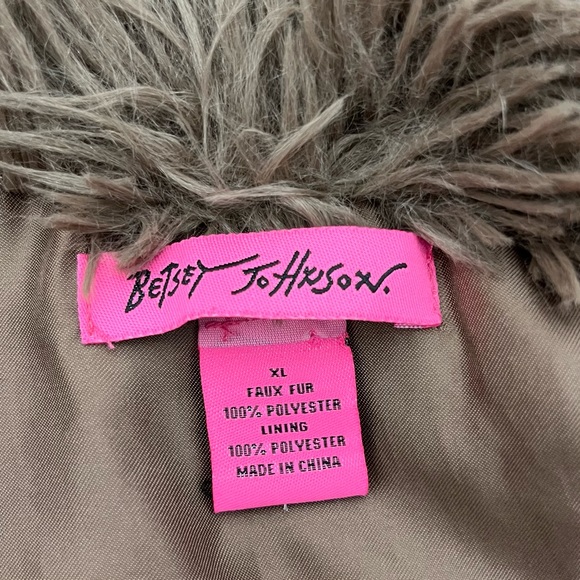 BETSEY JOHNSON.
XL
FAUX FUR
100% POLYESTER
LINING
100% POLYESTER
MADE IN CHINA